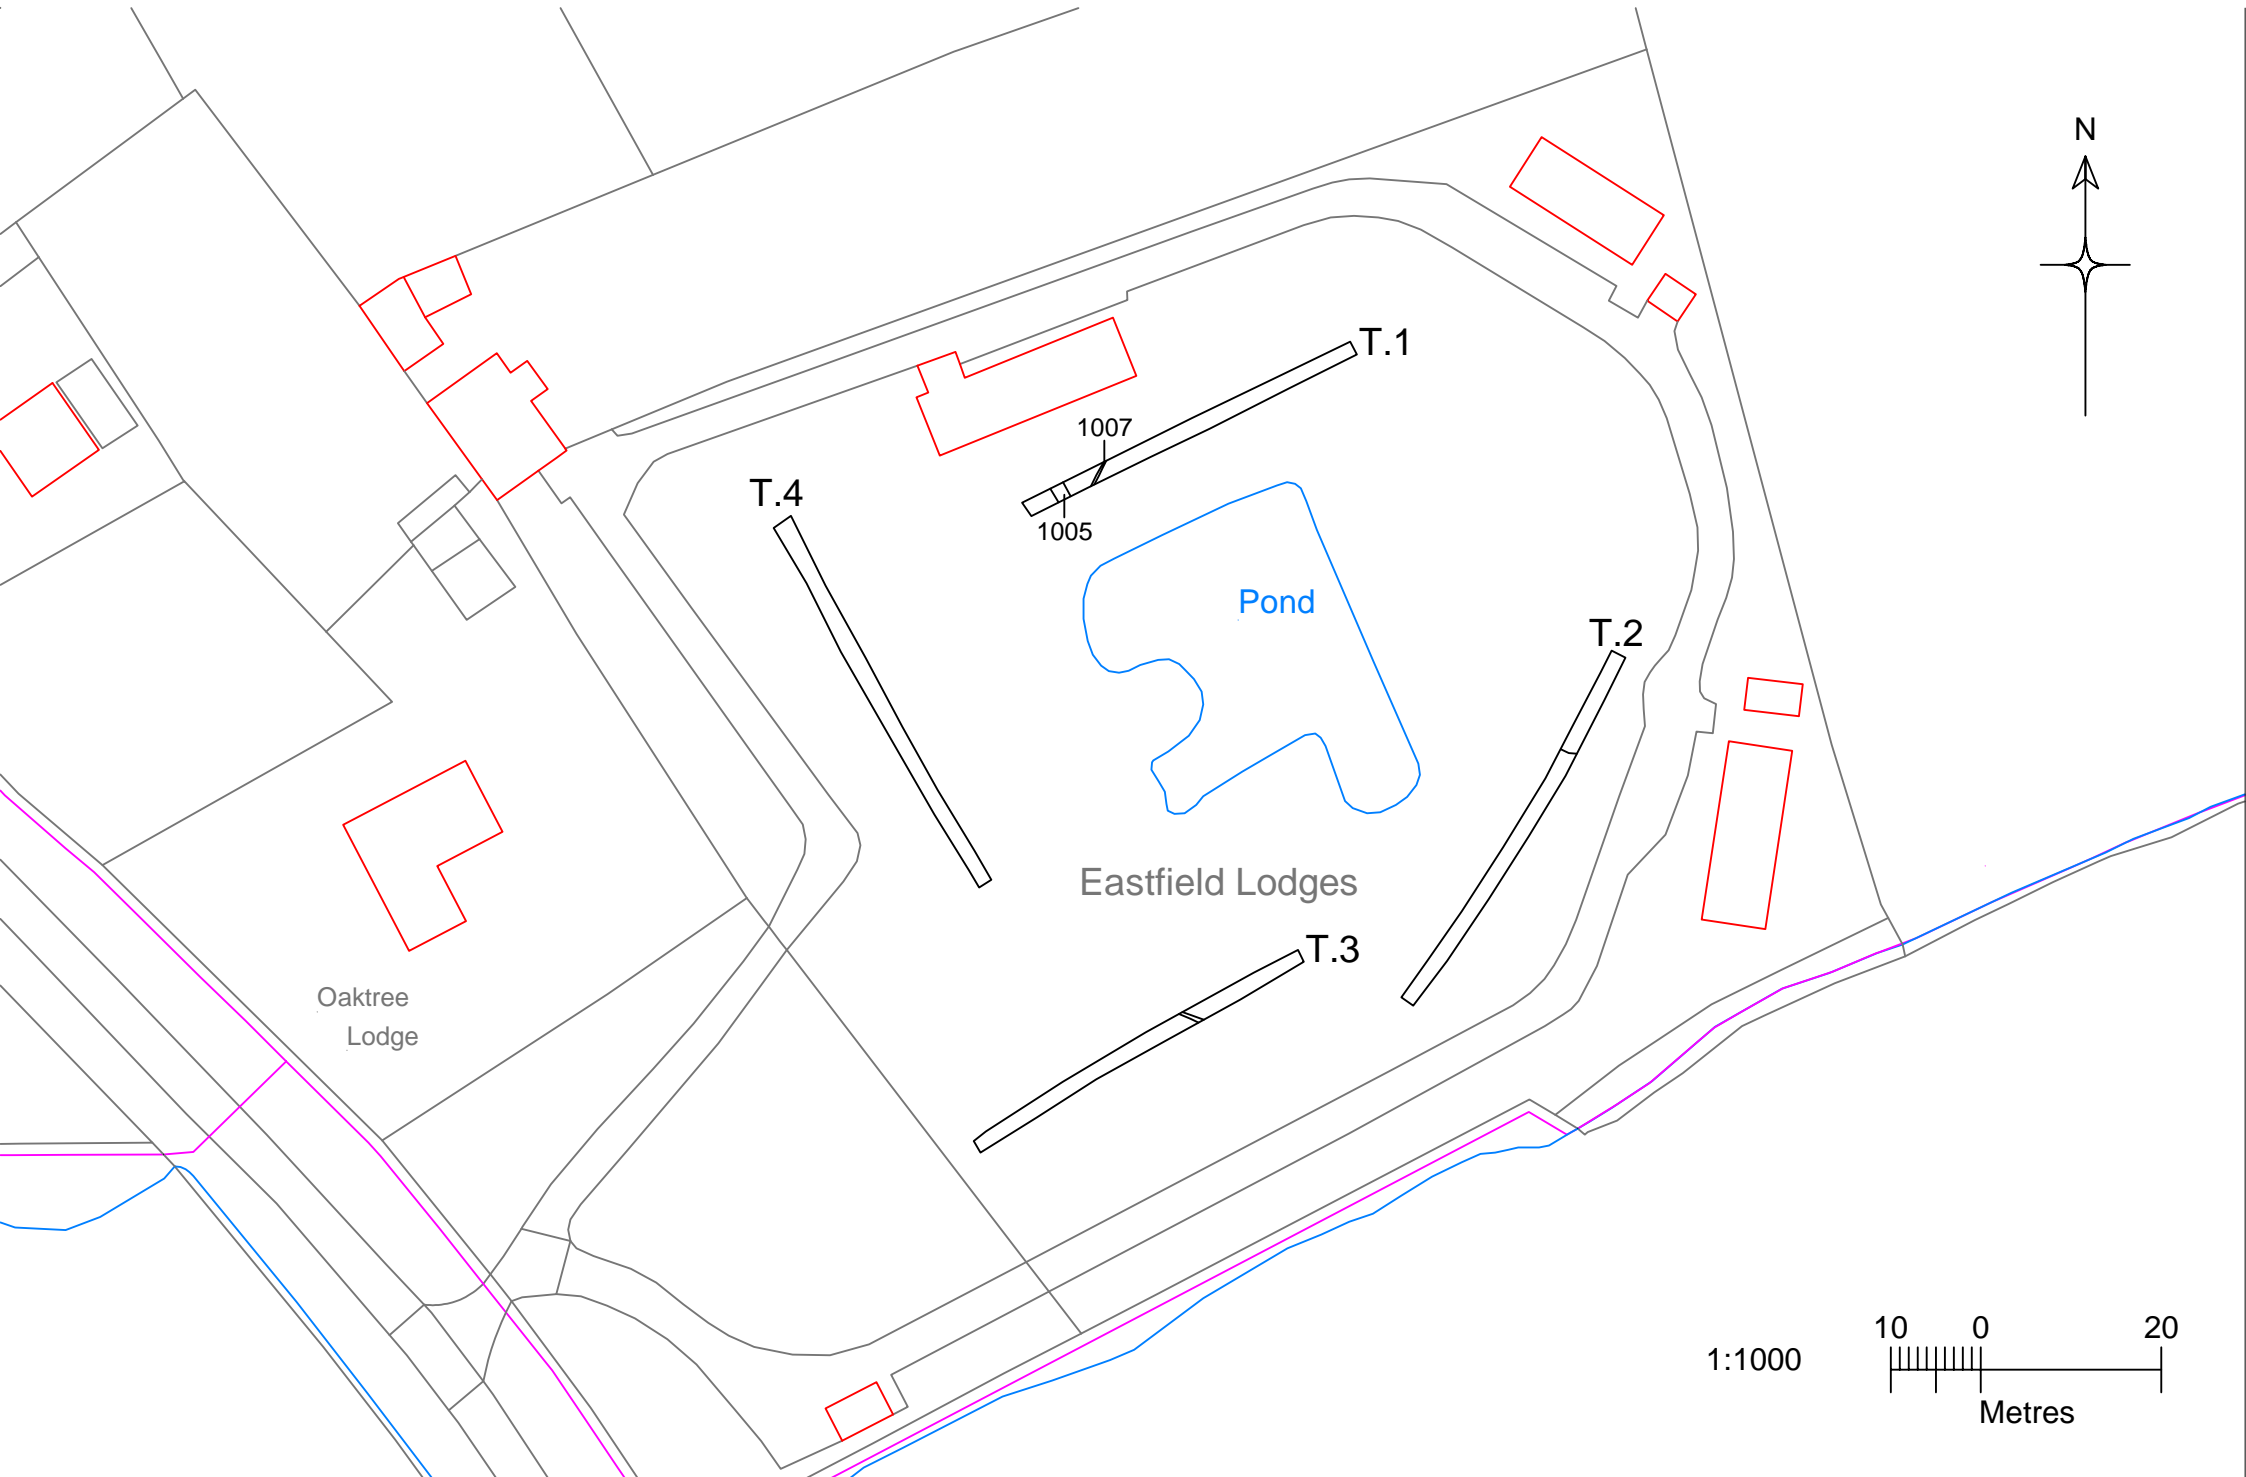 N
T.1
1007
T.4
1005
Pond
T.2
Eastfield Lodges
T.3
Oaktree
Lodge
10 0 20
1:1000
Metres